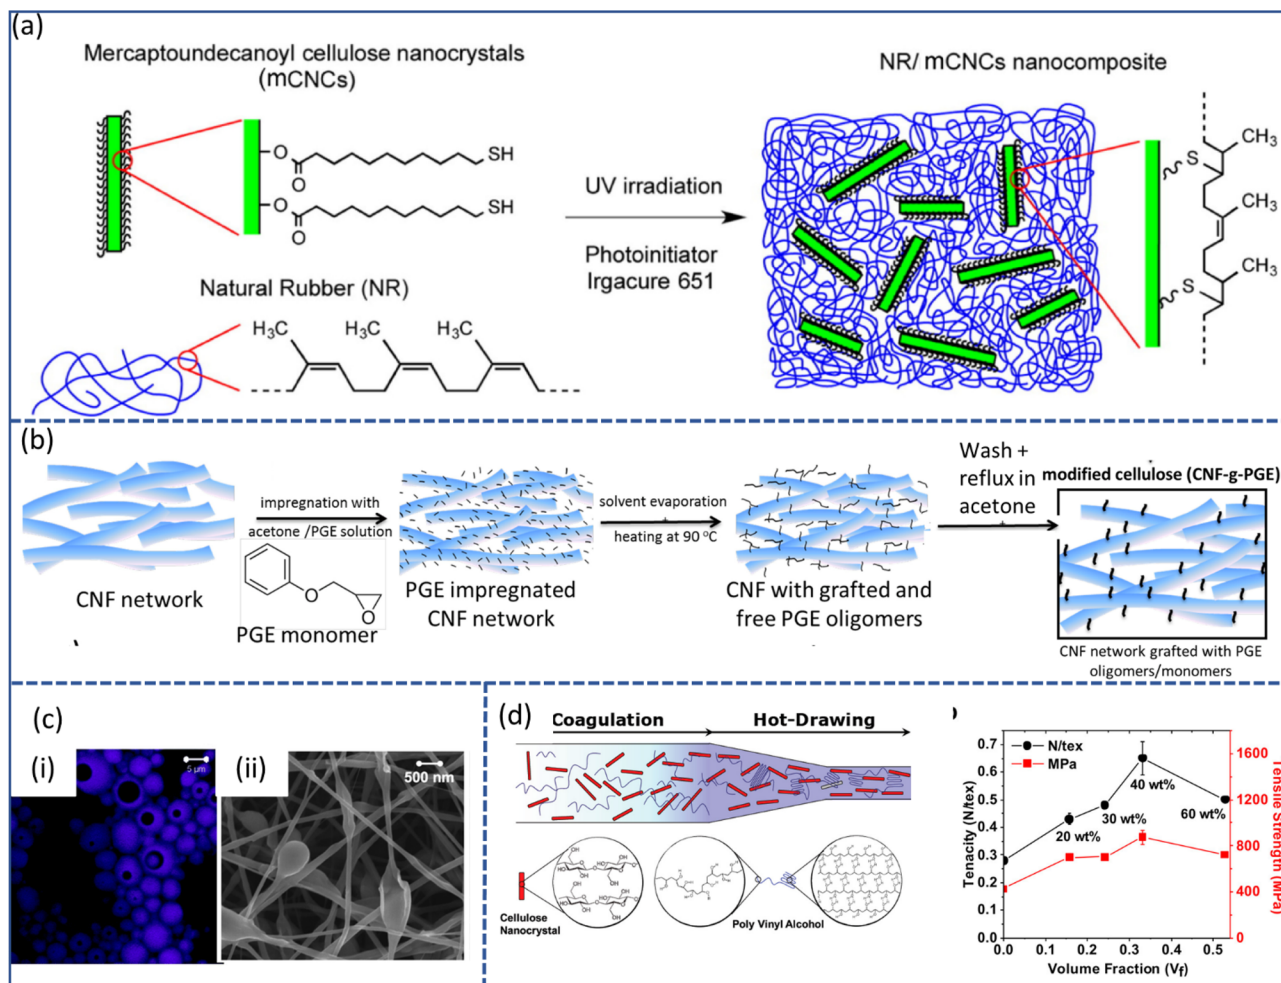 (a)
Mercaptoundecanoyl cellulose nanocrystals
(mCNCs)
O
O
SH
O
O
SH
Natural Rubber (NR)
H₃C
H₃C
H₃C
UV irradiation
Photoinitiator
Irgacure 651
NR/ mCNCs nanocomposite
CH₃
S
CH₃
S
CH₃
(b)
CNF network
impregnation with
acetone /PGE solution
O
O
PGE monomer
PGE impregnated
CNF network
solvent evaporation
heating at 90 °C
CNF with grafted and
free PGE oligomers
Wash +
reflux in
acetone
modified cellulose (CNF-g-PGE)
CNF network grafted with PGE
oligomers/monomers
(c)
(i)
5 μm
(ii)
500 nm
(d)
Coagulation
Hot-Drawing
Cellulose
Nanocrystal
Poly Vinyl Alcohol
N/tex
MPa
20 wt%
30 wt%
40 wt%
60 wt%
Tenacity (N/tex)
0.7
0.6
0.5
0.4
0.3
0.2
0.1
0.0
0.0
0.1
0.2
0.3
0.4
0.5
Volume Fraction (Vf)
1600
1200
800
400
0
Tensile Strength (MPa)